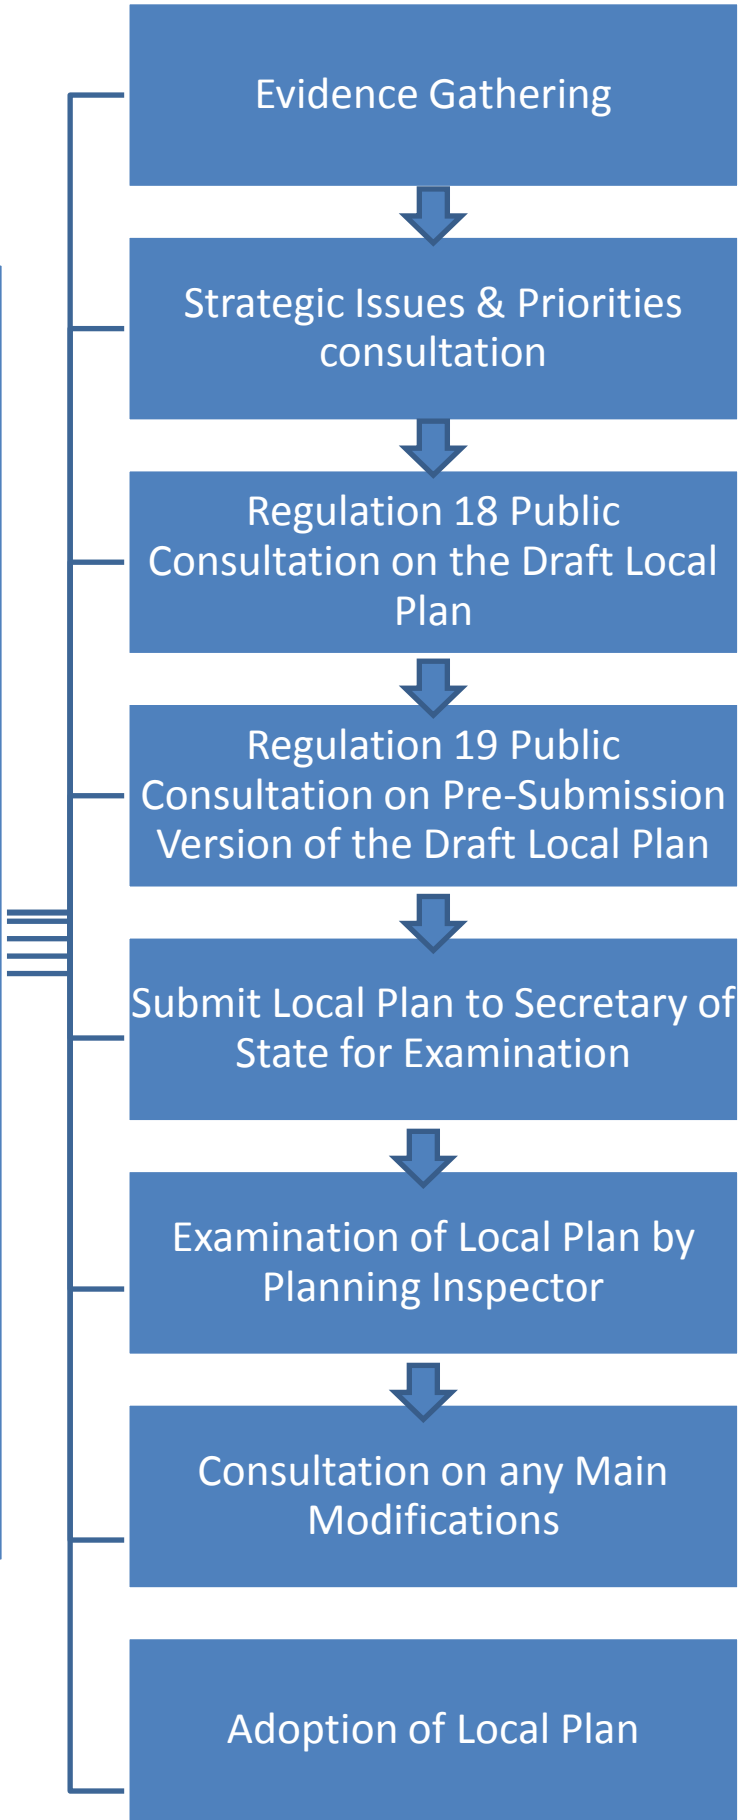 Evidence Gathering
Strategic Issues & Priorities
consultation
Regulation 18 Public
Consultation on the Draft Local
Plan
Regulation 19 Public
Consultation on Pre-Submission
Version of the Draft Local Plan
Submit Local Plan to Secretary of
State for Examination
Examination of Local Plan by
Planning Inspector
Consultation on any Main
Modifications
Adoption of Local Plan